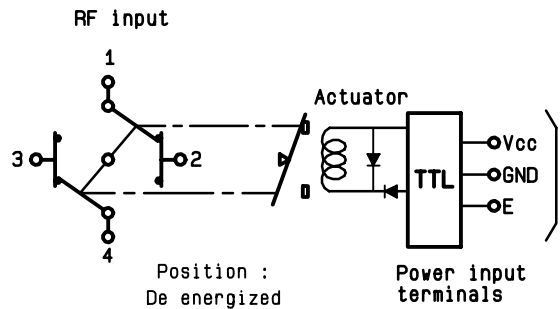 RF input
1
Actuator
3
2
TTL
Vcc
GND
E
4
Position :
De energized
Power input
terminals